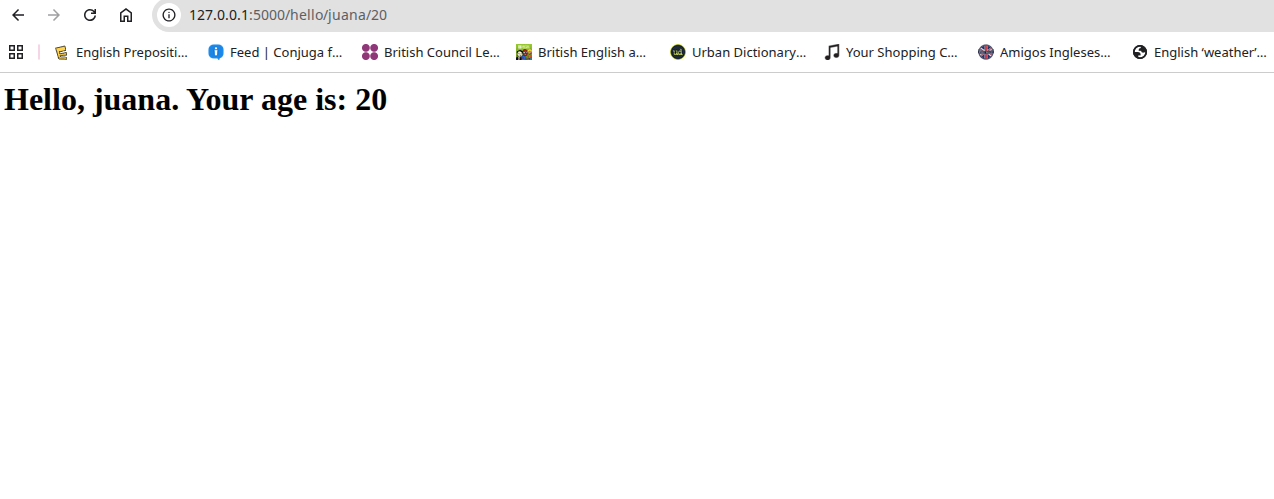 127.0.0.1:5000/hello/juana/20
English Prepositi... Feed | Conjuga f... British Council Le... British English a... Urban Dictionary... Your Shopping C... Amigos Ingleses... English ‘weather’...
Hello, juana. Your age is: 20